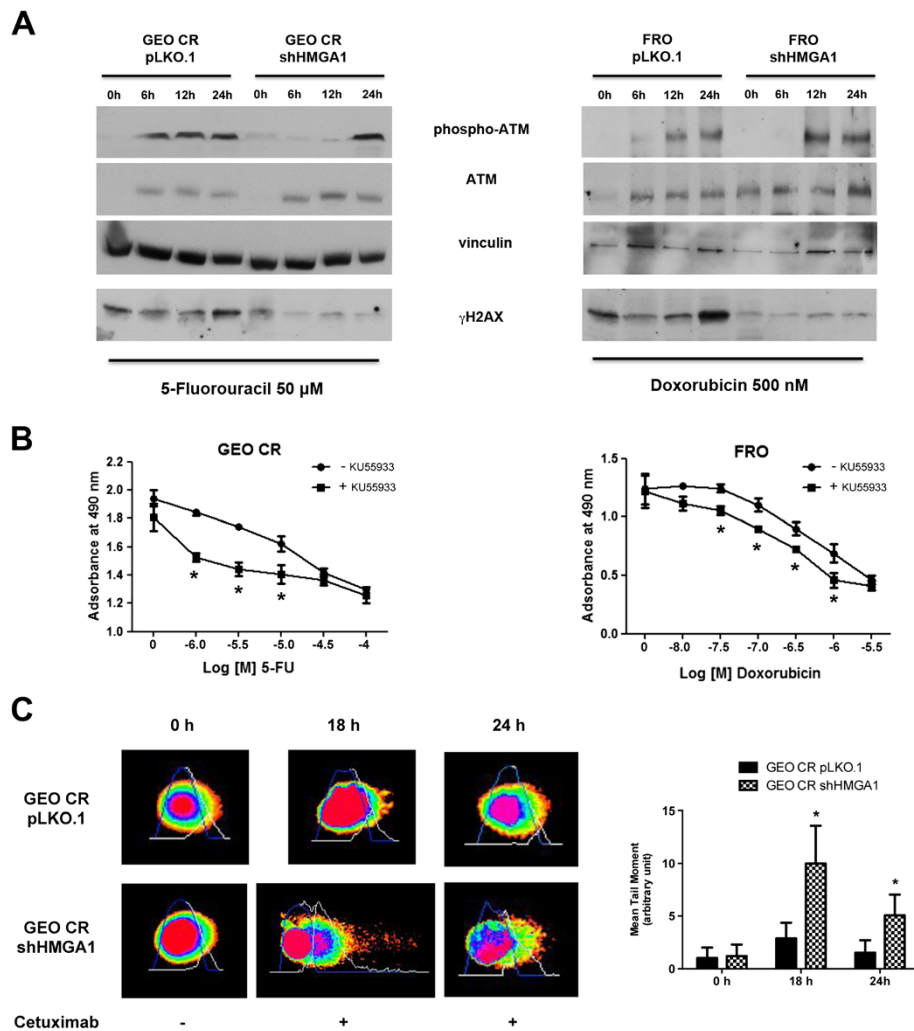 A
GEO CR pLKO.1
GEO CR shHMGA1
0h 6h 12h 24h 0h 6h 12h 24h
FRO pLKO.1
FRO shHMGA1
0h 6h 12h 24h 0h 6h 12h 24h
phospho-ATM
ATM
vinculin
γH2AX
5-Fluorouracil 50 µM
Doxorubicin 500 nM
B
GEO CR
- KU55933
+ KU55933
Adsorbance at 490 nm
2.2
2.0
1.8
1.6
1.4
1.2
1.0
* * *
0 -6.0 -5.5 -5.0 -4.5 -4
Log [M] 5-FU
FRO
- KU55933
+ KU55933
Adsorbance at 490 nm
1.5
1.0
0.5
0.0
* * * *
0 -8.0 -7.5 -7.0 -6.5 -6 -5.5
Log [M] Doxorubicin
C
0 h 18 h 24 h
GEO CR pLKO.1
GEO CR shHMGA1
Cetuximab - + +
GEO CR pLKO.1
GEO CR shHMGA1
Mean Tail Moment
(arbitrary unit)
15
10
5
0
* *
0 h 18 h 24h